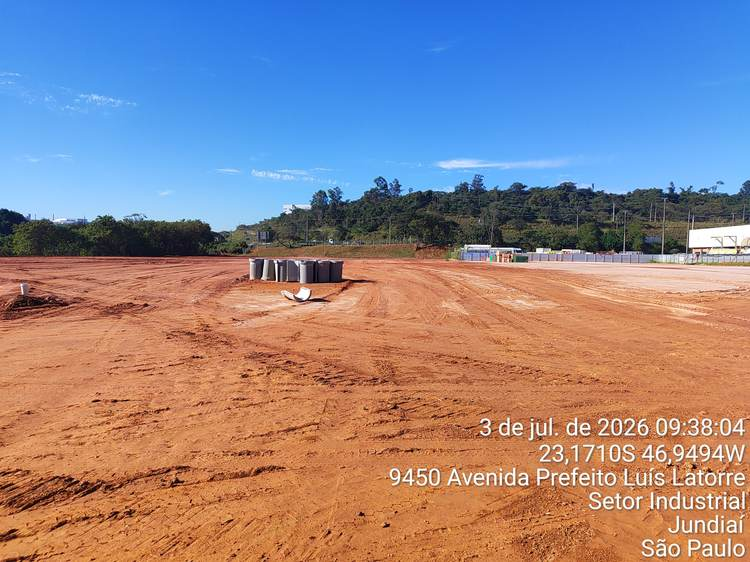 3 de jul. de 2026 09:38:04
23,1710S 46,9494W
9450 Avenida Prefeito Luís Latorre
Setor Industrial
Jundiaí
São Paulo